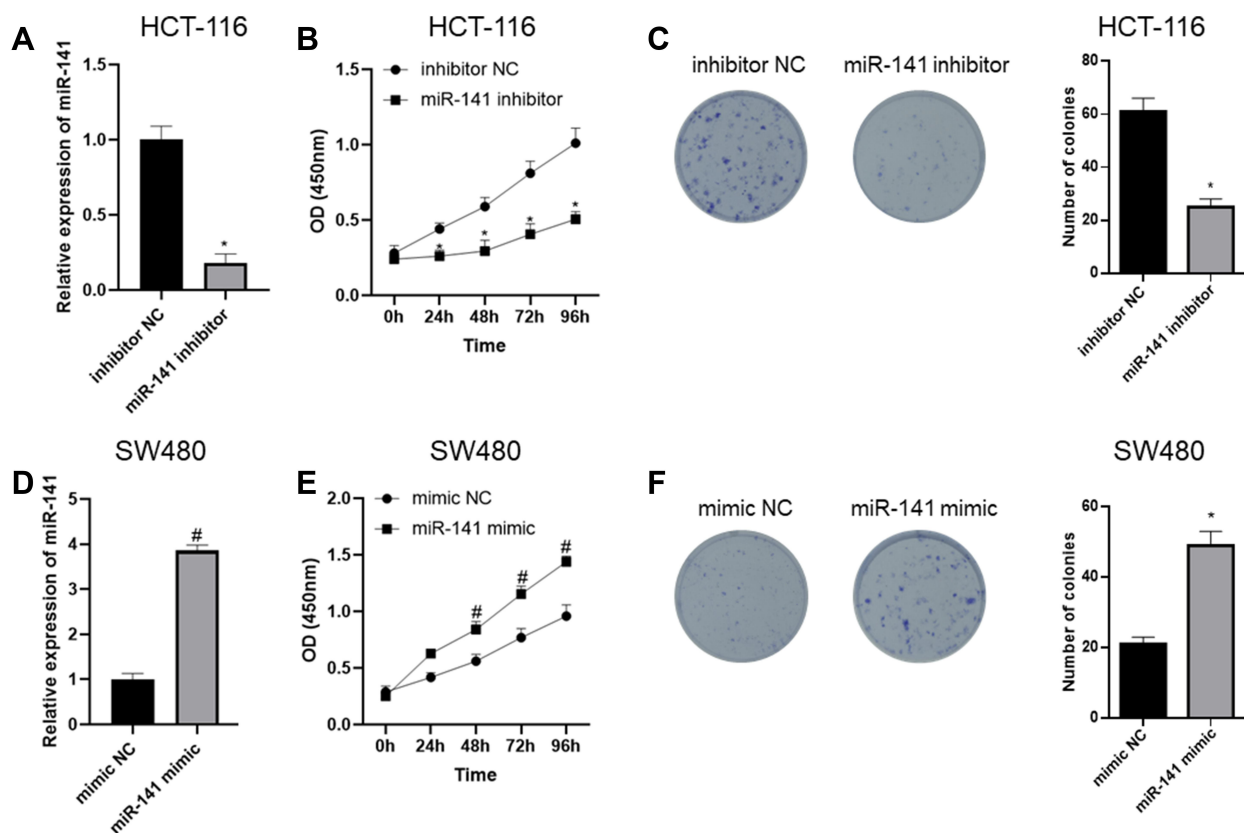 A
HCT-116
Relative expression of miR-141
1.5
1.0
0.5
0.0
*
inhibitor NC
miR-141 inhibitor
B
HCT-116
inhibitor NC
miR-141 inhibitor
OD (450nm)
1.5
1.0
0.5
0.0
* * * *
0h 24h 48h 72h 96h
Time
C
inhibitor NC miR-141 inhibitor
HCT-116
Number of colonies
80
60
40
20
0
*
inhibitor NC
miR-141 inhibitor
D
SW480
Relative expression of miR-141
5
4
3
2
1
0
#
mimic NC
miR-141 mimic
E
SW480
mimic NC
miR-141 mimic
OD (450nm)
2.0
1.5
1.0
0.5
0.0
# # #
0h 24h 48h 72h 96h
Time
F
mimic NC miR-141 mimic
SW480
Number of colonies
60
40
20
0
*
mimic NC
miR-141 mimic